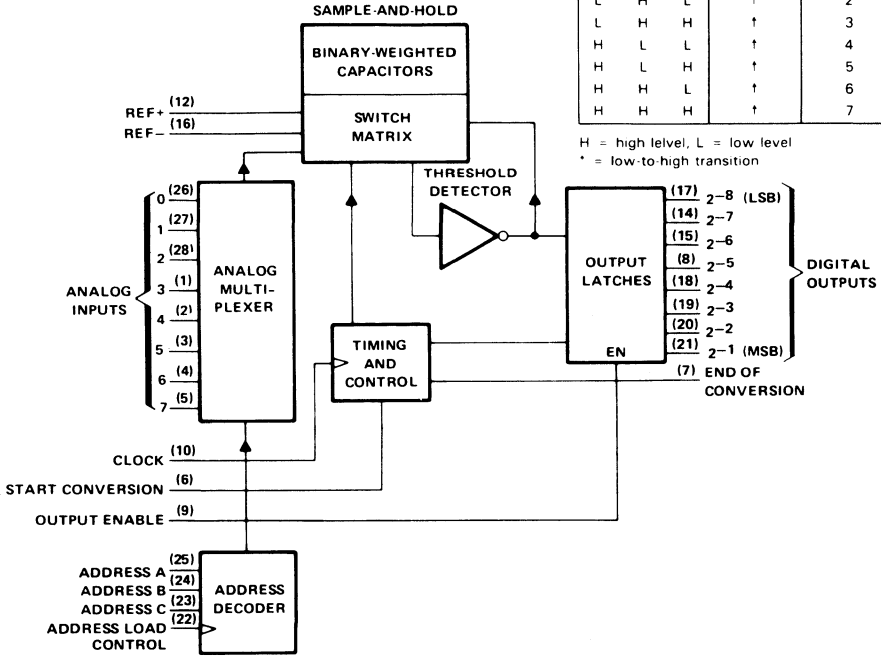 SAMPLE-AND-HOLD
BINARY-WEIGHTED
CAPACITORS
SWITCH
MATRIX
REF+ (12)
REF– (16)
L H L ↑ 2
L H H ↑ 3
H L L ↑ 4
H L H ↑ 5
H H L ↑ 6
H H H ↑ 7
H = high lelvel, L = low level
* = low-to-high transition
THRESHOLD
DETECTOR
ANALOG
INPUTS
0 (26)
1 (27)
2 (28)
3 (1)
4 (2)
5 (3)
6 (4)
7 (5)
ANALOG
MULTI-
PLEXER
TIMING
AND
CONTROL
OUTPUT
LATCHES
EN
(17) 2–8 (LSB)
(14) 2–7
(15) 2–6
(8) 2–5
(18) 2–4
(19) 2–3
(20) 2–2
(21) 2–1 (MSB)
DIGITAL
OUTPUTS
(7) END OF
CONVERSION
CLOCK (10)
START CONVERSION (6)
OUTPUT ENABLE (9)
ADDRESS A (25)
ADDRESS B (24)
ADDRESS C (23)
ADDRESS LOAD (22)
CONTROL
ADDRESS
DECODER